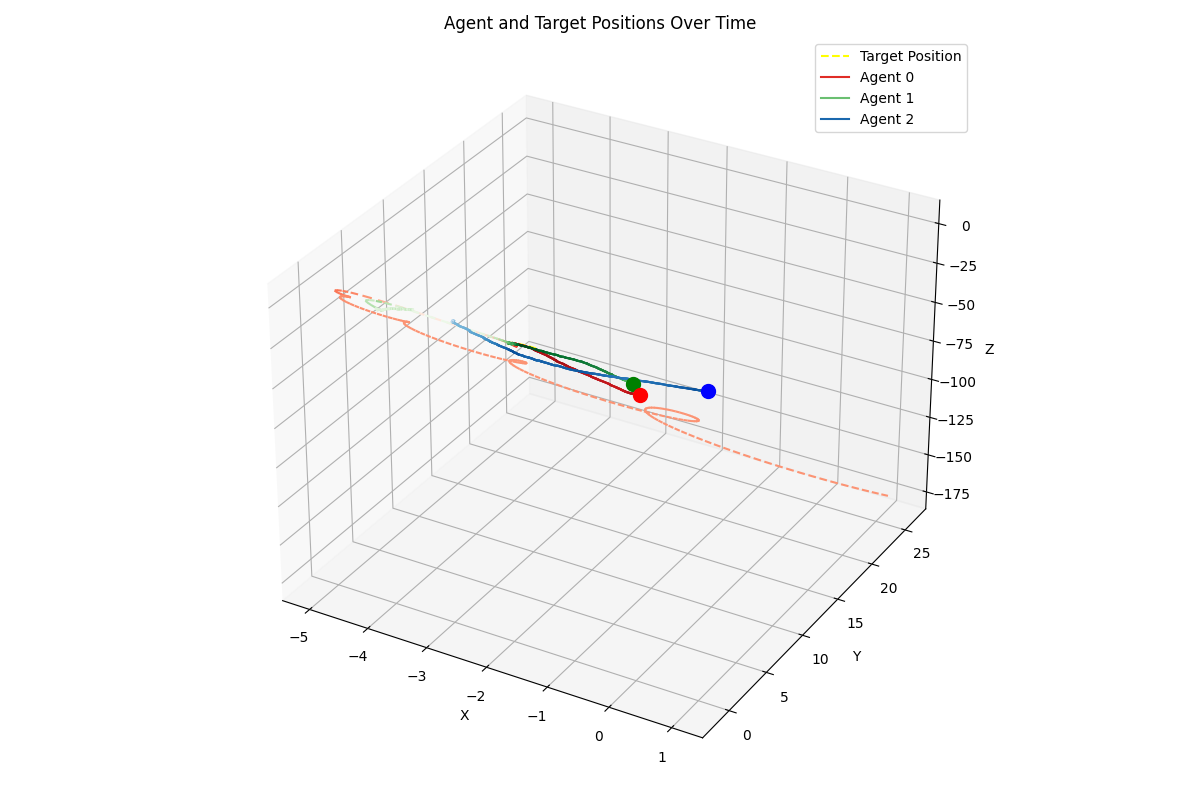 Agent and Target Positions Over Time
Target Position
Agent 0
Agent 1
Agent 2
0
−25
−50
−75
−100
−125
−150
−175
Z
25
20
15
10
5
0
Y
−5
−4
−3
−2
−1
0
1
X